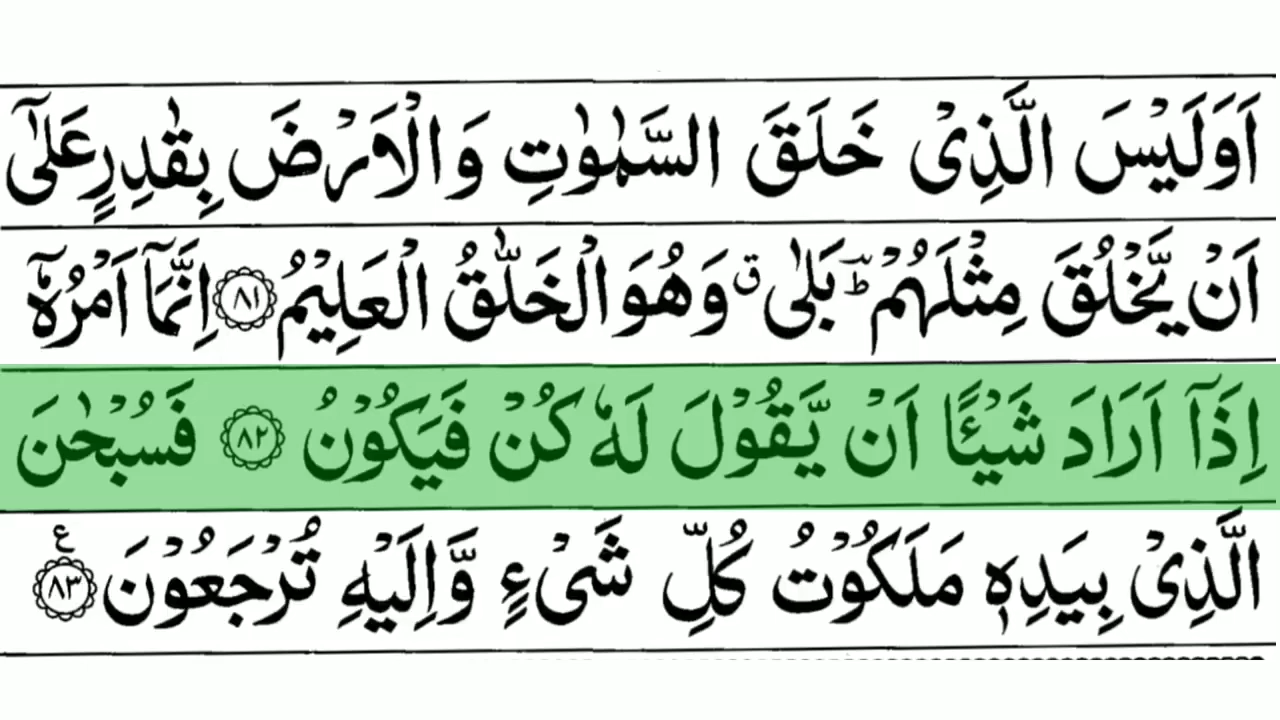 اَوَلَيْسَ الَّذِىْ خَلَقَ السَّمٰوٰتِ وَالْاَرْضَ بِقٰدِرٍ عَلٰٓى
اَنْ يَّخْلُقَ مِثْلَهُمْ ؕ بَلٰى ۗ وَهُوَ الْخَلّٰقُ الْعَلِيْمُ ﴿۸۱﴾ اِنَّمَاۤ اَمْرُهٗۤ
اِذَاۤ اَرَادَ شَيْـًٔا اَنْ يَّقُوْلَ لَهٗ كُنْ فَيَكُوْنُ ﴿۸۲﴾ فَسُبْحٰنَ
الَّذِىْ بِيَدِهٖ مَلَكُوْتُ كُلِّ شَىْءٍ وَّاِلَيْهِ تُرْجَعُوْنَ ﴿۸۳﴾ ع